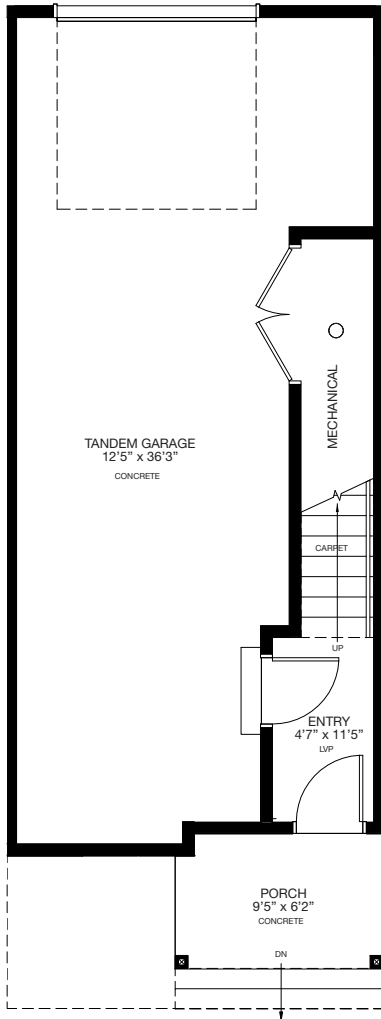 TANDEM GARAGE
12'5” x 36'3”
CONCRETE
MECHANICAL
CARPET
UP
ENTRY
4'7” x 11'5”
LVP
PORCH
9'5” x 6'2”
CONCRETE
DN